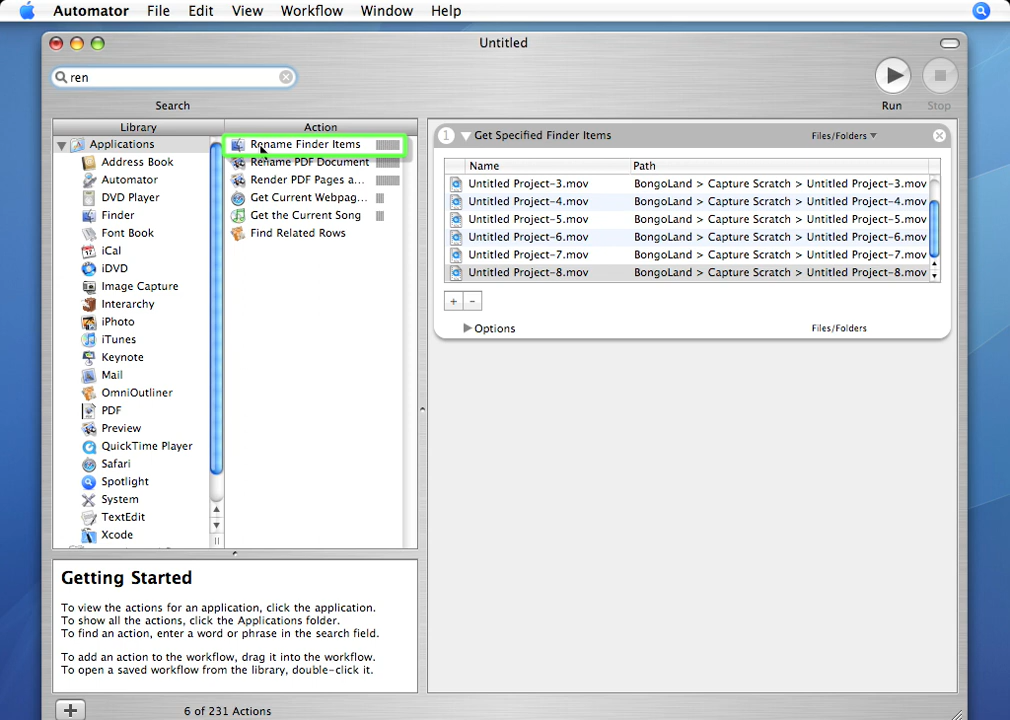 Automator File Edit View Workflow Window Help
Untitled
ren
Search
Run Stop
Library
Applications
Address Book
Automator
DVD Player
Finder
Font Book
iCal
iDVD
Image Capture
Interarchy
iPhoto
iTunes
Keynote
Mail
OmniOutliner
PDF
Preview
QuickTime Player
Safari
Spotlight
System
TextEdit
Xcode
Action
Rename Finder Items
Rename PDF Document
Render PDF Pages a...
Get Current Webpag...
Get the Current Song
Find Related Rows
1 Get Specified Finder Items Files/Folders
Name Path
Untitled Project-3.mov BongoLand > Capture Scratch > Untitled Project-3.mov
Untitled Project-4.mov BongoLand > Capture Scratch > Untitled Project-4.mov
Untitled Project-5.mov BongoLand > Capture Scratch > Untitled Project-5.mov
Untitled Project-6.mov BongoLand > Capture Scratch > Untitled Project-6.mov
Untitled Project-7.mov BongoLand > Capture Scratch > Untitled Project-7.mov
Untitled Project-8.mov BongoLand > Capture Scratch > Untitled Project-8.mov
+ -
Options Files/Folders
Getting Started
To view the actions for an application, click the application.
To show all the actions, click the Applications folder.
To find an action, enter a word or phrase in the search field.
To add an action to the workflow, drag it into the workflow.
To open a saved workflow from the library, double-click it.
6 of 231 Actions